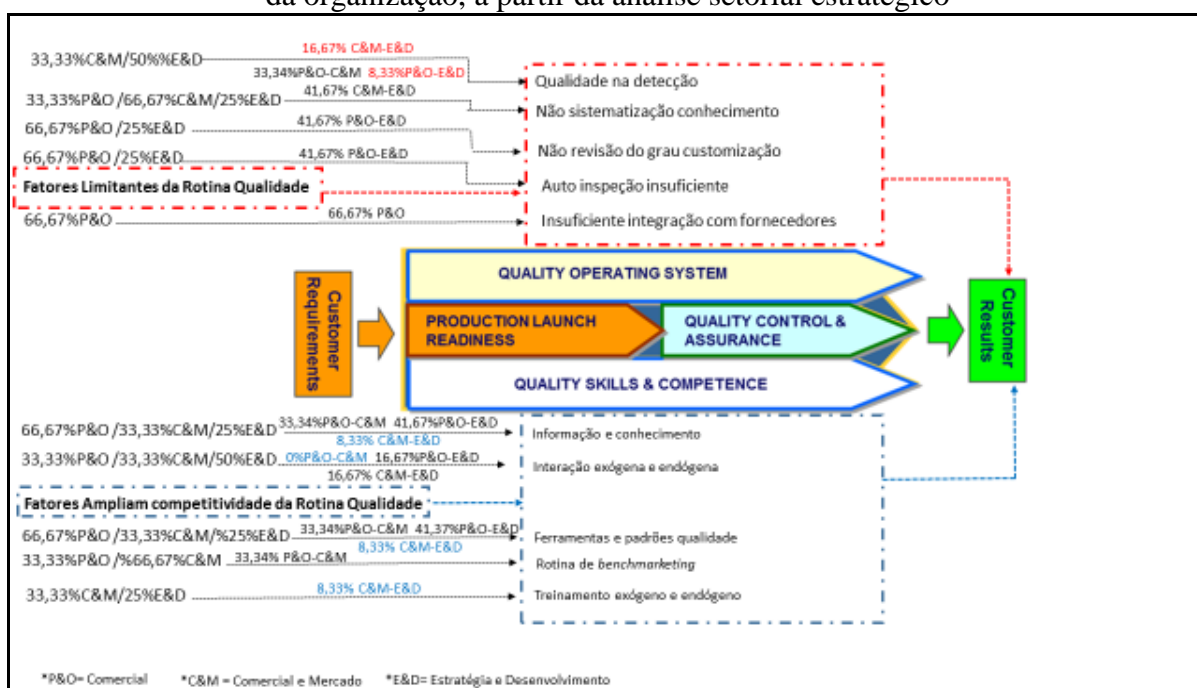 da organização, a partir da análise setorial estratégico
16,67% C&M-E&D
33,33%C&M/50%%E&D
33,34%P&O-C&M 8,33%P&O-E&D
Qualidade na detecção
33,33%P&O /66,67%C&M/25%E&D
41,67% C&M-E&D
Não sistematização conhecimento
66,67%P&O /25%E&D
41,67% P&O-E&D
Não revisão do grau customização
66,67%P&O /25%E&D
41,67% P&O-E&D
Auto inspeção insuficiente
Fatores Limitantes da Rotina Qualidade
66,67%P&O
66,67% P&O
Insuficiente integração com fornecedores
Customer
Requirements
QUALITY OPERATING SYSTEM
PRODUCTION LAUNCH
READINESS
QUALITY CONTROL &
ASSURANCE
QUALITY SKILLS & COMPETENCE
Customer
Results
66,67%P&O /33,33%C&M/25%E&D
33,34%P&O-C&M 41,67%P&O-E&D
8,33% C&M-E&D
Informação e conhecimento
33,33%P&O /33,33%C&M/50%E&D
0%P&O-C&M 16,67%P&O-E&D
16,67% C&M-E&D
Interação exógena e endógena
Fatores Ampliam competitividade da Rotina Qualidade
66,67%P&O /33,33%C&M/%25%E&D
33,34%P&O-C&M 41,37%P&O-E&D
8,33% C&M-E&D
Ferramentas e padrões qualidade
33,33%P&O /%66,67%C&M
33,34% P&O-C&M
Rotina de benchmarketing
33,33%C&M/25%E&D
8,33% C&M-E&D
Treinamento exógeno e endógeno
*P&O= Comercial *C&M = Comercial e Mercado *E&D= Estratégia e Desenvolvimento